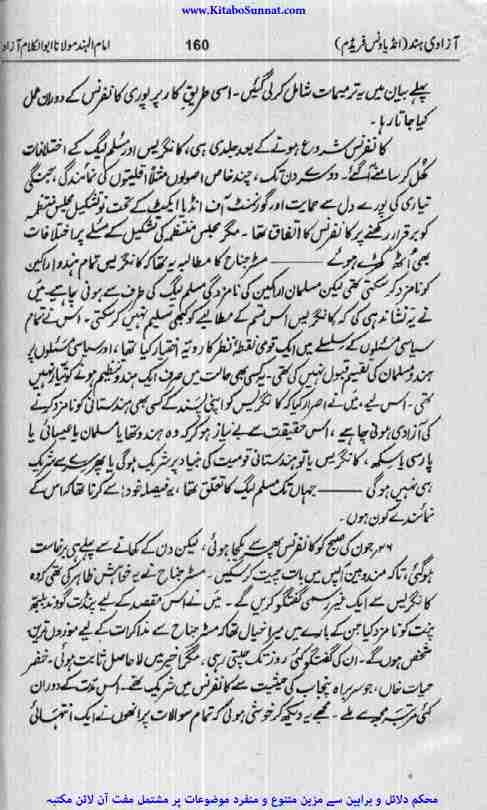 www.KitaboSunnat.com
آزادی ہند (انڈیا ونس فریڈم) 160 امام الہند مولانا ابوالکلام آزاد
پہلے بیان میں یہ ترمیمات شامل کر لی گئیں۔ اسی طریق کار پر پوری کانفرنس کے دوران عمل
کیا جاتا رہا۔
کانفرنس شروع ہونے کے بعد جلدی ہی، کانگریس اور مسلم لیگ کے اختلافات
کھل کر سامنے آگئے۔ دوسرے دن تک، چند خاص اصولوں مثلاً اقلیتوں کی نمائندگی، جنگی
تیاری کی پورے دل سے حمایت اور گورنمنٹ آف انڈیا ایکٹ کے تحت نو تشکیل مجلس منتظمہ
کو برقرار رکھنے پر کانفرنس کا اتفاق تھا۔ مگر مجلس منتظمہ کی تشکیل کے مسئلے پر اختلافات
بھی اٹھ کھڑے ہوئے ——— مسٹر جناح کا مطالبہ یہ تھا کہ کانگریس تمام ہندو اراکین
کو نامزد کر سکتی تھی لیکن مسلمان اراکین کی نامزدگی مسلم لیگ کی طرف سے ہونی چاہیے۔ میں
نے یہ نشاندہی کی کہ کانگریس اس قسم کے مطالبے کو کبھی تسلیم نہیں کر سکتی۔ اس نے تمام
سیاسی مسئلوں کے سلسلے میں ایک قومی نقطۂ نظر کا رویہ اختیار کیا تھا، اور سیاسی مسئلوں پر
ہندو مسلمان کی تقسیم قبول نہیں کی تھی۔ یہ کسی بھی حالت میں صرف ایک ہندو تنظیم ہونے کو تیار نہیں
تھی۔ اس لیے، میں نے اصرار کیا کہ کانگریس کو اپنی پسند کے کسی بھی ہندستانی کو نامزد کرنے
کی آزادی ہونی چاہیے، اس حقیقت سے بے نیاز ہو کر کہ وہ ہندو تھا یا مسلمان یا عیسائی یا
پارسی یا سکھ، کانگریس یا تو ہندستانی قومیت کی بنیاد پر شریک ہوگی یا پھر سرے سے شریک
ہی نہیں ہوگی ——— جہاں تک مسلم لیگ کا تعلق تھا، یہ فیصلہ خود اسے کرنا تھا کہ اس کے
نمائندے کون ہوں۔
۲۶؍ جون کی صبح کو کانفرنس پھر سے یکجا ہوئی، لیکن دن کے کھانے سے پہلے ہی برخاست
ہوگئی، تاکہ مندوبین آپس میں بات چیت کر سکیں۔ مسٹر جناح نے یہ خواہش ظاہر کی تھی کہ وہ
کانگریس سے ایک غیر رسمی گفتگو کریں گے۔ میں نے اس مقصد کے لیے پنڈت گووند بلبھ
پنت کو نامزد کیا جن کے بارے میں میرا خیال تھا کہ مسٹر جناح سے مذاکرات کے لیے موزوں ترین
شخص ہوں گے۔ ان کی گفتگو کئی روز تک چلتی رہی، مگر اخیر میں لاحاصل ثابت ہوئی۔ خضر
حیات خاں، جو سربراہ پنجاب کی حیثیت سے کانفرنس میں شریک تھے۔ اس مدت کے دوران
کئی مرتبہ مجھ سے ملے۔ مجھے یہ دیکھ کر خوشی ہوئی کہ تمام سوالات پر انھوں نے ایک انتہائی
محکم دلائل و براہین سے مزین متنوع و منفرد موضوعات پر مشتمل مفت آن لائن مکتبہ